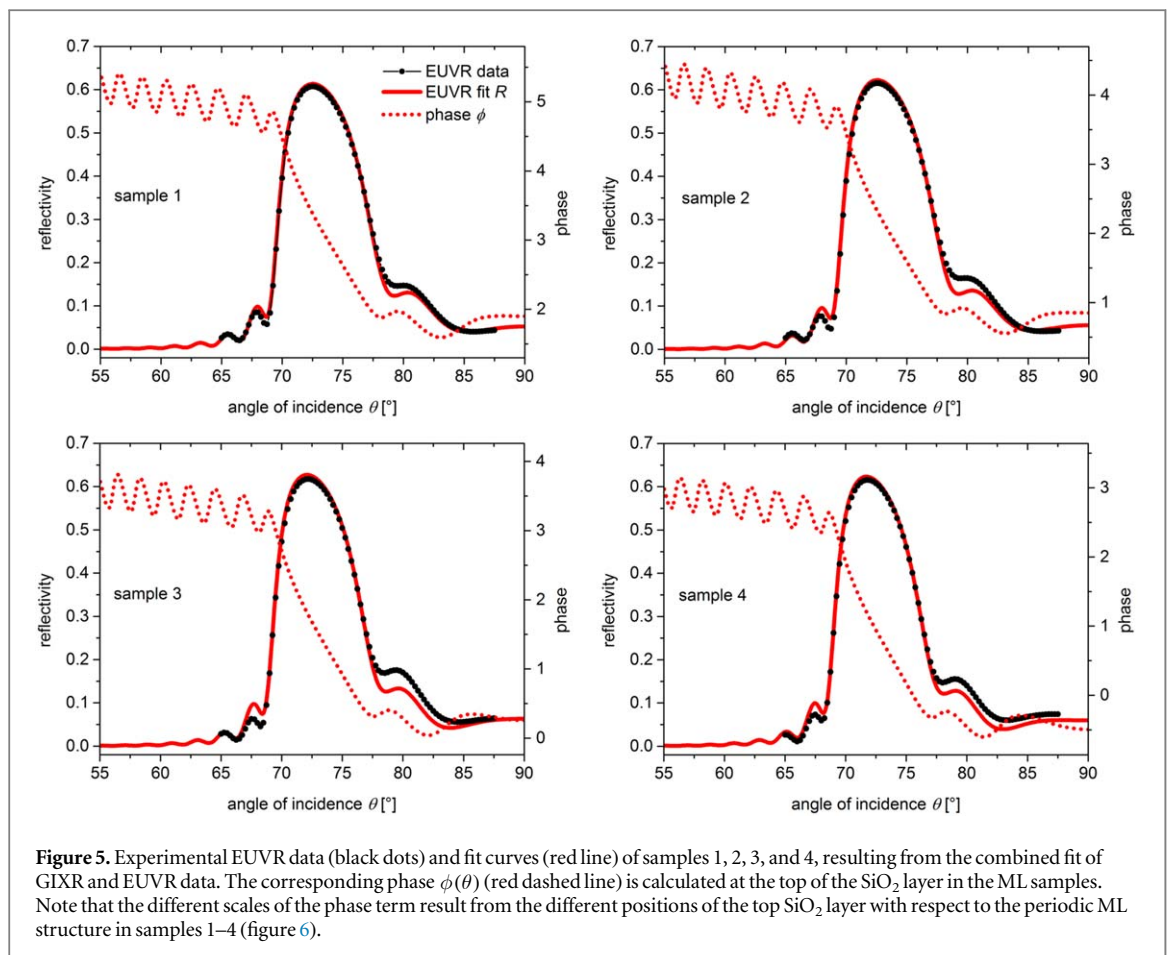 0.7
0.6
0.5
0.4
0.3
0.2
0.1
0.0
reflectivity
EUVR data
EUVR fit R
phase ϕ
sample 1
5
4
3
2
phase
55 60 65 70 75 80 85 90
angle of incidence θ [°]
0.7
0.6
0.5
0.4
0.3
0.2
0.1
0.0
reflectivity
sample 2
4
3
2
1
phase
55 60 65 70 75 80 85 90
angle of incidence θ [°]
0.7
0.6
0.5
0.4
0.3
0.2
0.1
0.0
reflectivity
sample 3
4
3
2
1
0
phase
55 60 65 70 75 80 85 90
angle of incidence θ [°]
0.7
0.6
0.5
0.4
0.3
0.2
0.1
0.0
reflectivity
sample 4
3
2
1
0
phase
55 60 65 70 75 80 85 90
angle of incidence θ [°]
Figure 5. Experimental EUVR data (black dots) and fit curves (red line) of samples 1, 2, 3, and 4, resulting from the combined fit of
GIXR and EUVR data. The corresponding phase ϕ(θ) (red dashed line) is calculated at the top of the SiO₂ layer in the ML samples.
Note that the different scales of the phase term result from the different positions of the top SiO₂ layer with respect to the periodic ML
structure in samples 1–4 (figure 6).